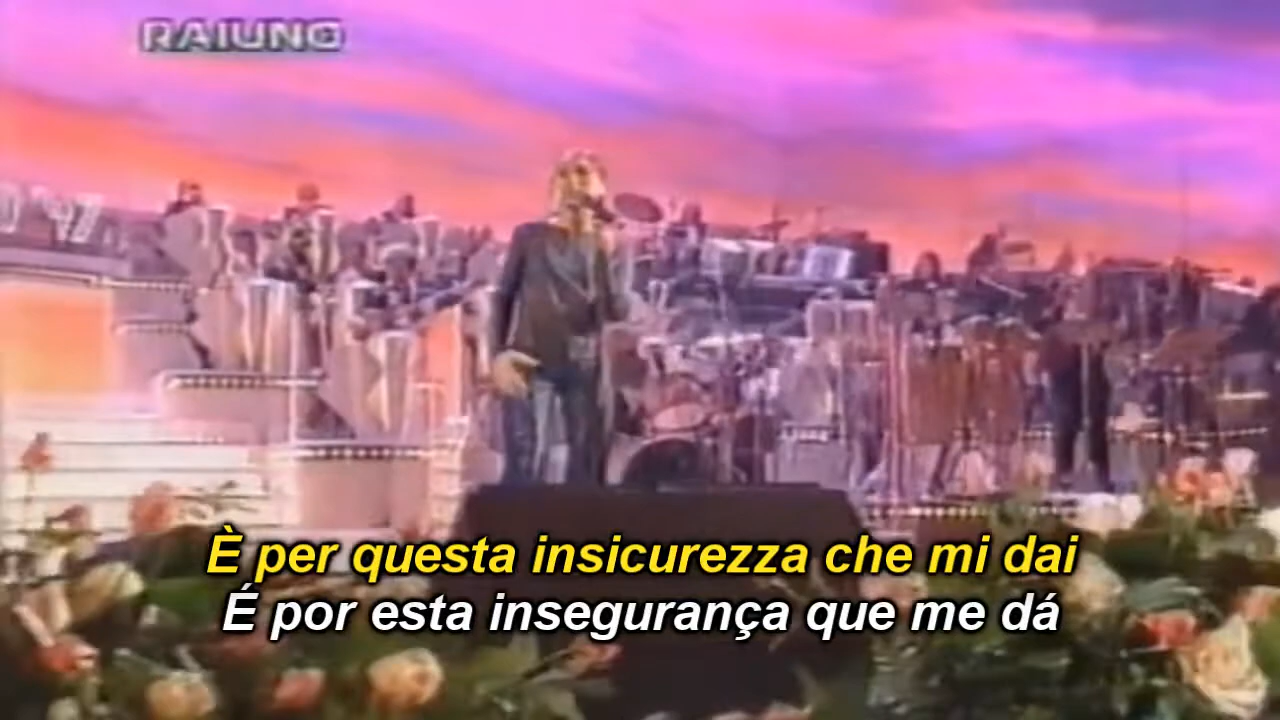 RAIUNO
È per questa insicurezza che mi dai
É por esta insegurança que me dá